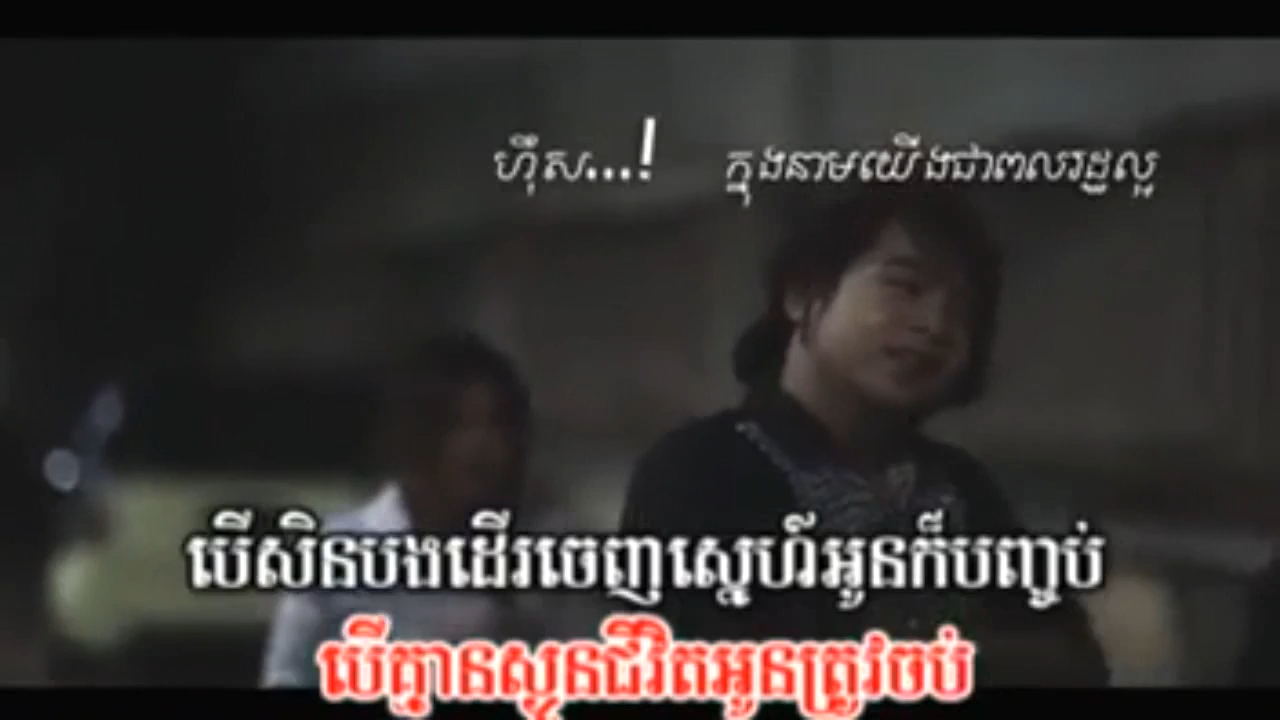 ហ៊ឺស...! ក្នុងនាមយើងជាពលរដ្ឋល្អ
បើសិនបងដើរចេញស្នេហ៍អូនក៏បញ្ចប់
បើគ្មានស្នួនជីវិតអូនត្រូវចប់